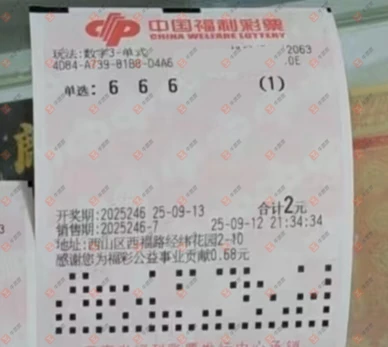 中国福利彩票
CHINA WELFARE LOTTERY
玩法:数字3-单式 2063
4D84-A739-81B8-D4A6 0E
单选: 6 6 6 (1)
开奖期:2025246 25-09-13 合计2元
销售期:2025246-7 25-09-12 21:34:34
地址:西山区西福路经纬花园2-10
感谢您为福彩公益事业贡献0.68元